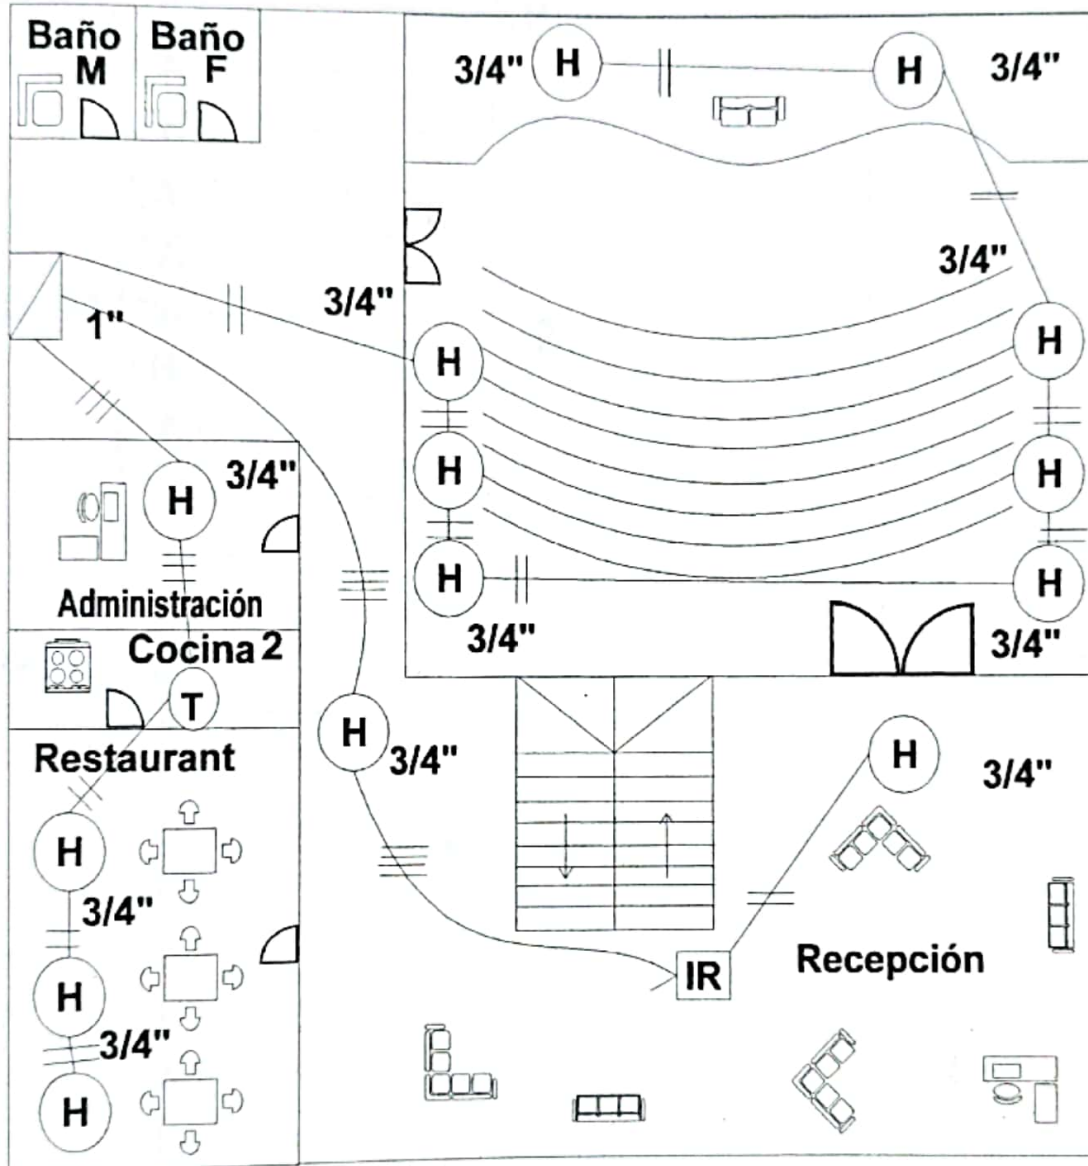 Baño
M
Baño
F
3/4"
H
H
3/4"
3/4"
3/4"
1"
H
H
H
H
3/4"
H
H
H
Administración
3/4"
3/4"
Cocina 2
T
H
3/4"
H
3/4"
Restaurant
H
3/4"
IR
Recepción
H
3/4"
H